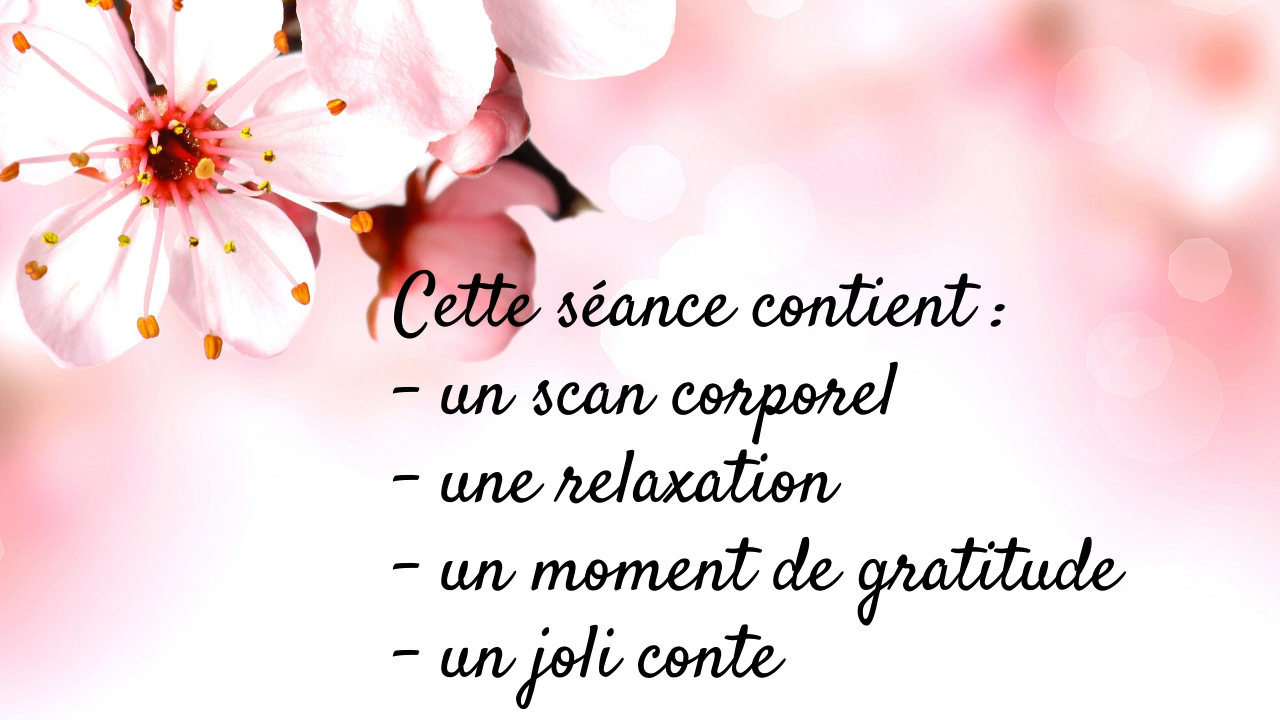 Cette séance contient :
- un scan corporel
- une relaxation
- un moment de gratitude
- un joli conte